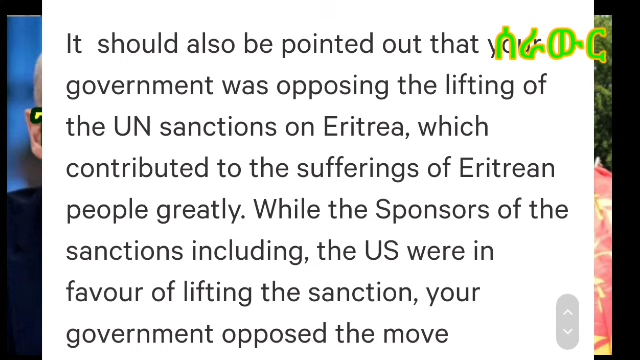 It should also be pointed out that your
ሰራውር
government was opposing the lifting of
the UN sanctions on Eritrea, which
contributed to the sufferings of Eritrean
people greatly. While the Sponsors of the
sanctions including, the US were in
favour of lifting the sanction, your
government opposed the move